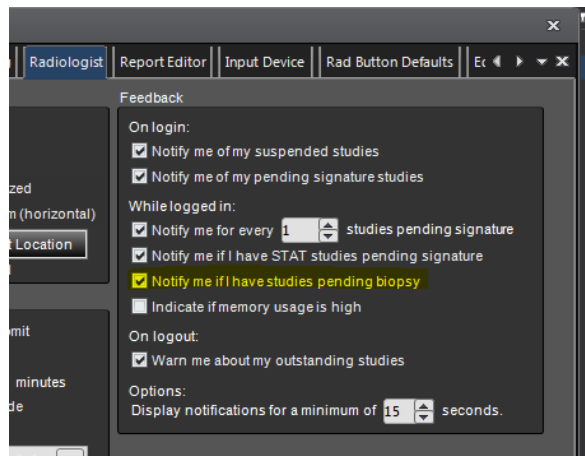 Radiologist Report Editor Input Device Rad Button Defaults
Feedback
On login:
Notify me of my suspended studies
Notify me of my pending signature studies
zed
While logged in:
m (horizontal)
Notify me for every 1 studies pending signature
t Location
Notify me if I have STAT studies pending signature
Notify me if I have studies pending biopsy
Indicate if memory usage is high
mit
On logout:
Warn me about my outstanding studies
minutes
Options:
de
Display notifications for a minimum of 15 seconds.